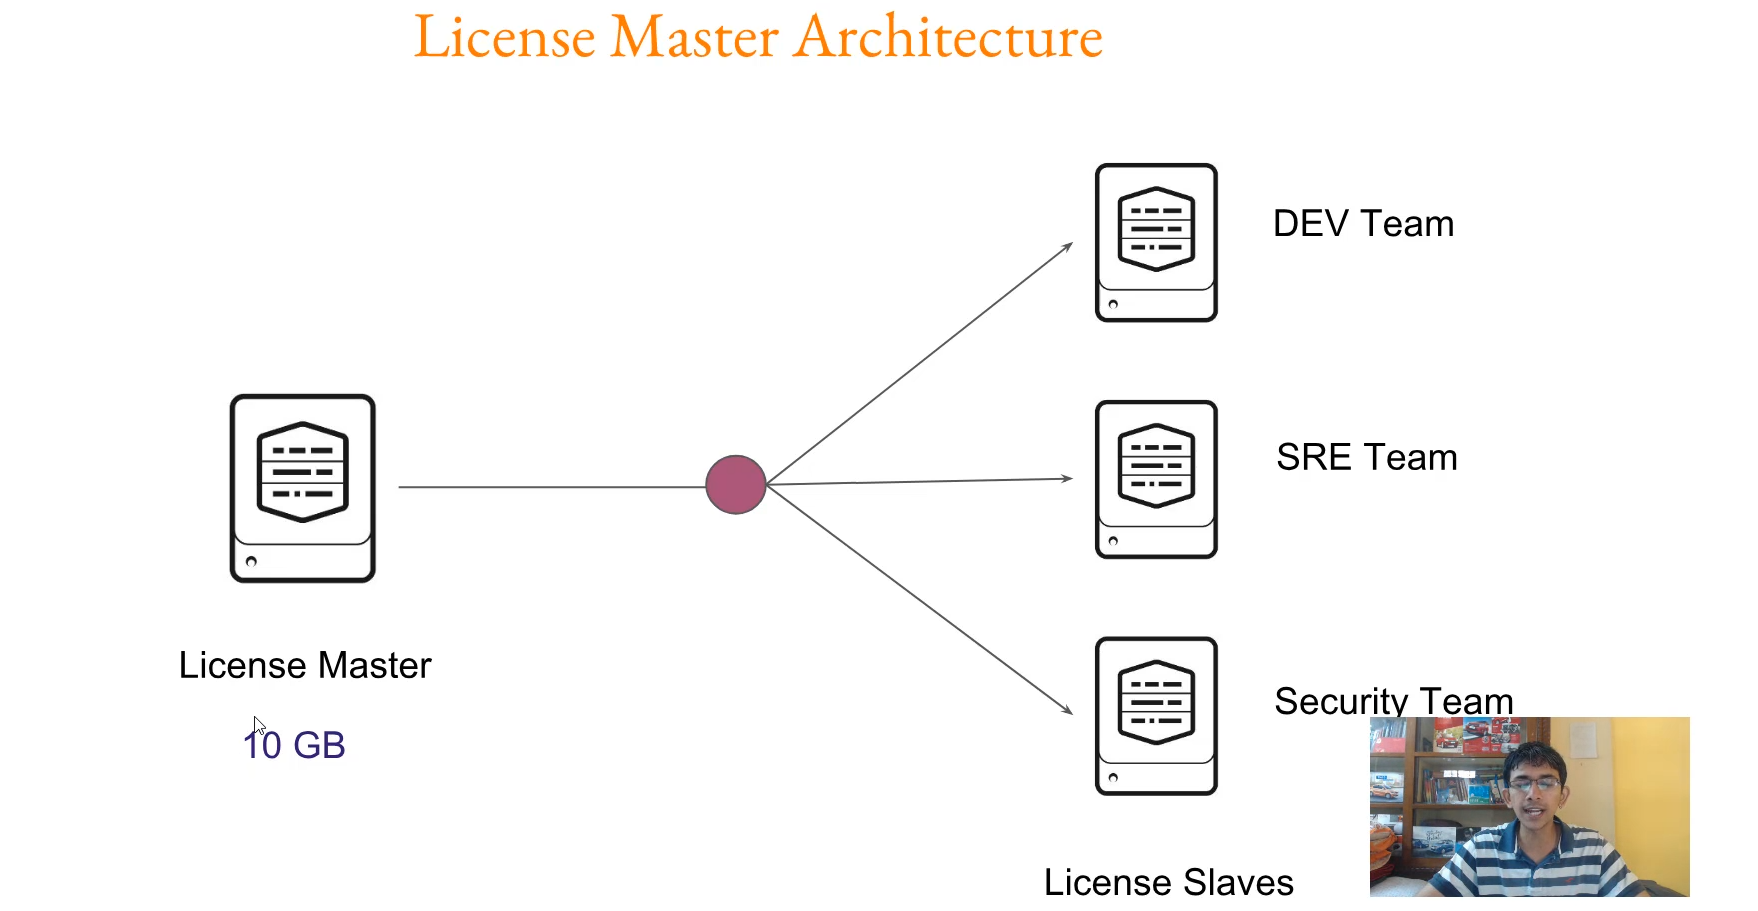 License Master Architecture
DEV Team
SRE Team
License Master
Security Team
10 GB
License Slaves